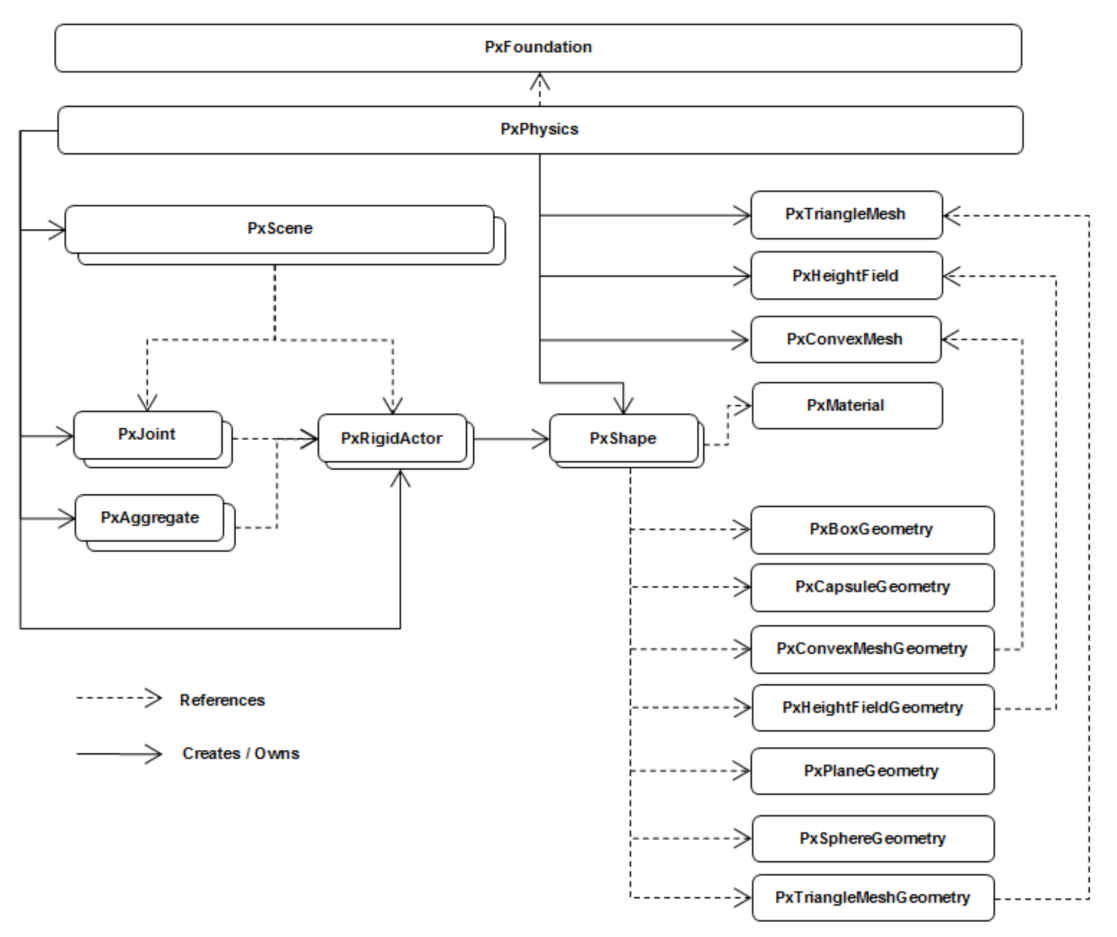 PxFoundation
PxPhysics
PxScene
PxTriangleMesh
PxHeightField
PxConvexMesh
PxMaterial
PxJoint
PxRigidActor
PxShape
PxAggregate
PxBoxGeometry
PxCapsuleGeometry
PxConvexMeshGeometry
PxHeightFieldGeometry
PxPlaneGeometry
PxSphereGeometry
PxTriangleMeshGeometry
References
Creates / Owns